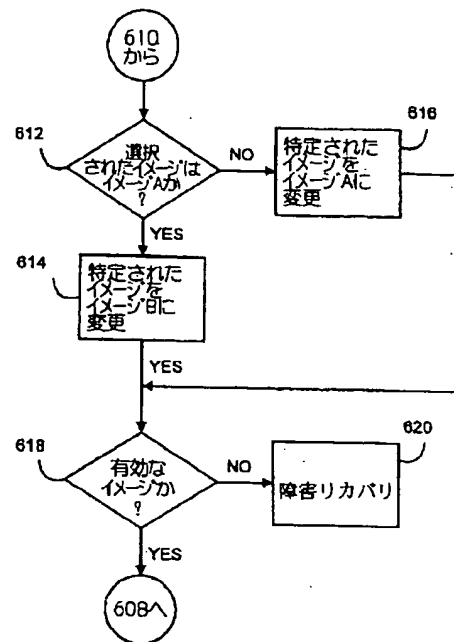 610
から
612
選択
されたイメージは
イメージAか
?
NO
616
特定された
イメージを
イメージAに
変更
YES
614
特定された
イメージを
イメージBに
変更
YES
618
有効な
イメージか
?
NO
620
障害リカバリ
YES
608へ